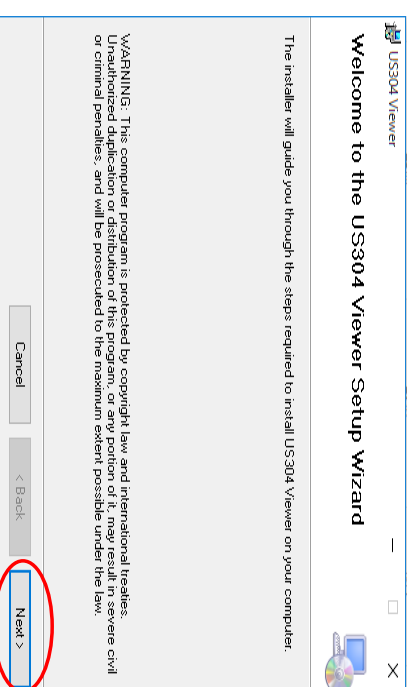 US304 Viewer
Welcome to the US304 Viewer Setup Wizard
The installer will guide you through the steps required to install US304 Viewer on your computer.
WARNING: This computer program is protected by copyright law and international treaties.
Unauthorized duplication or distribution of this program, or any portion of it, may result in severe civil
or criminal penalties, and will be prosecuted to the maximum extent possible under the law.
Cancel
< Back
Next >